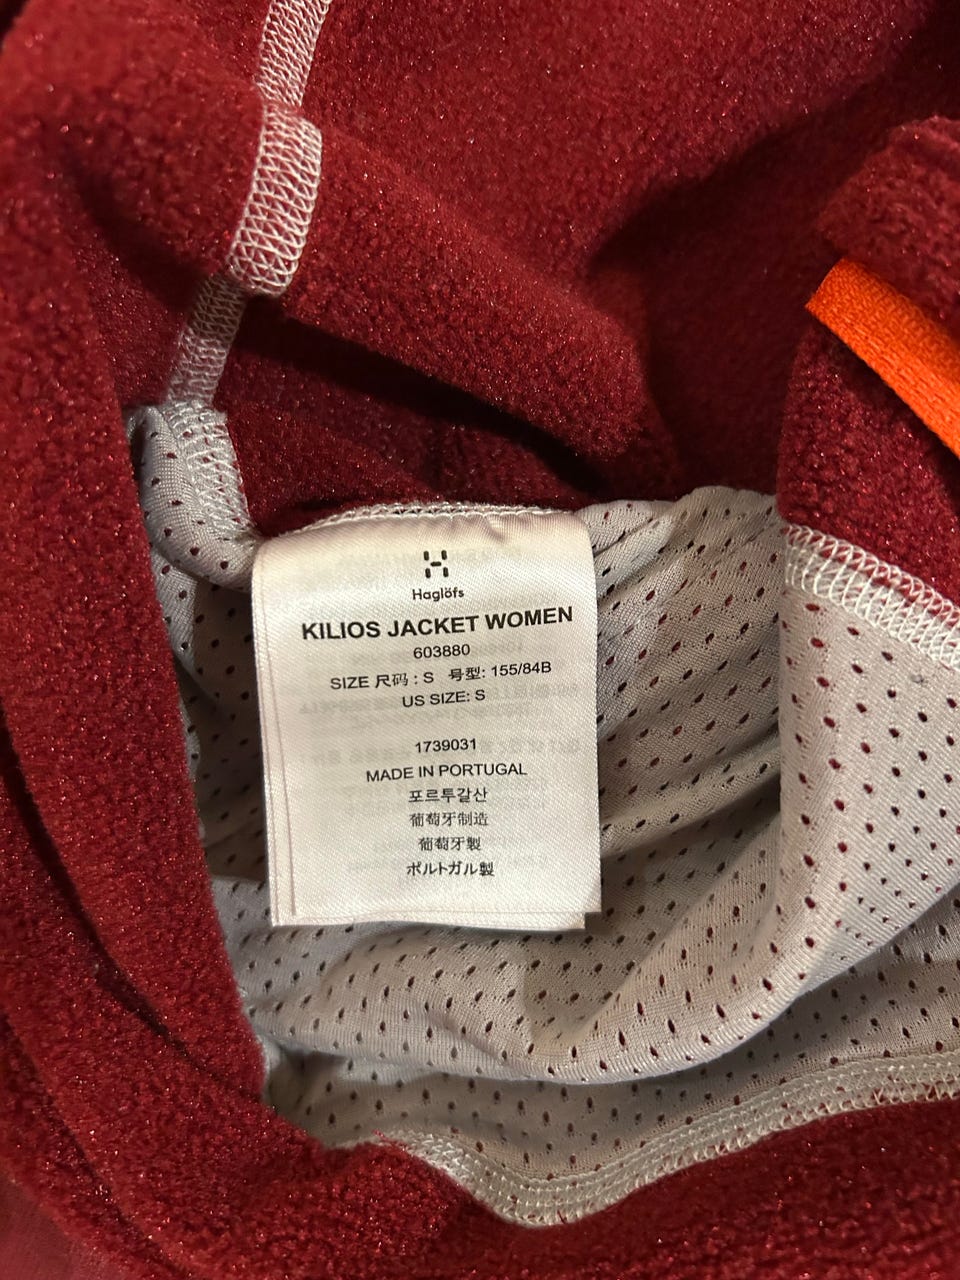 Haglöfs
KILIOS JACKET WOMEN
603880
SIZE 尺码 : S 号型: 155/84B
US SIZE: S
1739031
MADE IN PORTUGAL
포르투갈산
葡萄牙制造
葡萄牙製
ポルトガル製